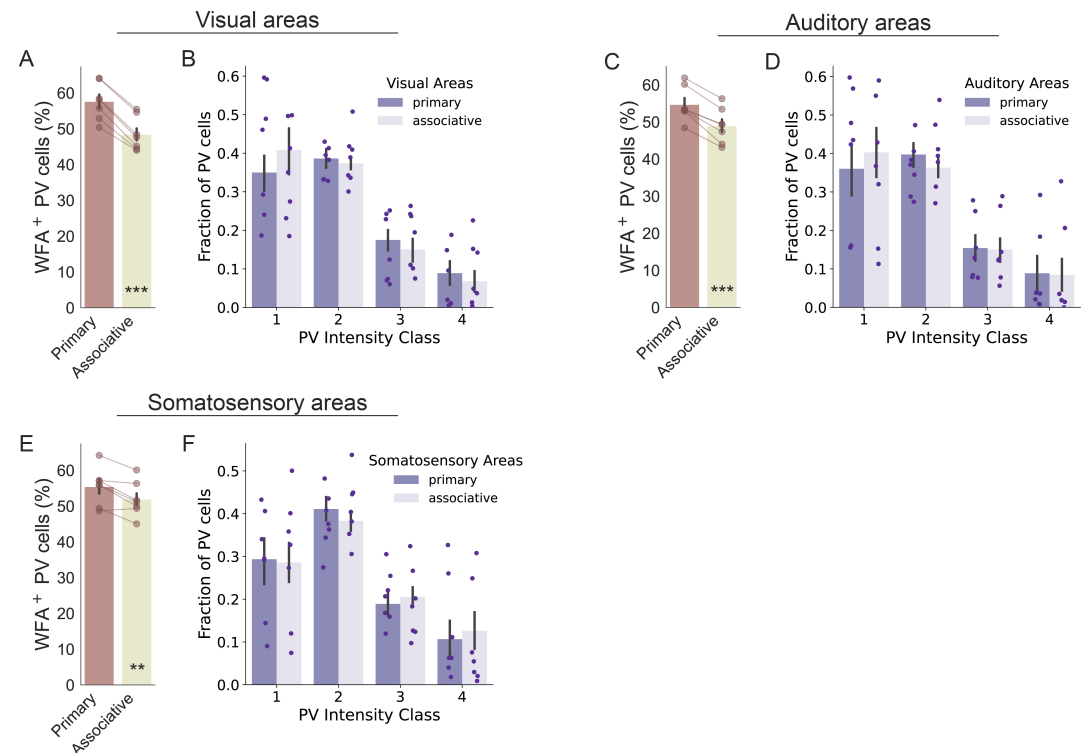 Visual areas
A
WFA+ PV cells (%)
60
50
40
30
20
10
0
***
Primary
Associative
B
Fraction of PV cells
0.6
0.5
0.4
0.3
0.2
0.1
0.0
Visual Areas
primary
associative
1 2 3 4
PV Intensity Class
Auditory areas
C
WFA+ PV cells (%)
60
50
40
30
20
10
0
***
Primary
Associative
D
Fraction of PV cells
0.6
0.5
0.4
0.3
0.2
0.1
0.0
Auditory Areas
primary
associative
1 2 3 4
PV Intensity Class
Somatosensory areas
E
WFA+ PV cells (%)
60
50
40
30
20
10
0
**
Primary
Associative
F
Fraction of PV cells
0.5
0.4
0.3
0.2
0.1
0.0
Somatosensory Areas
primary
associative
1 2 3 4
PV Intensity Class